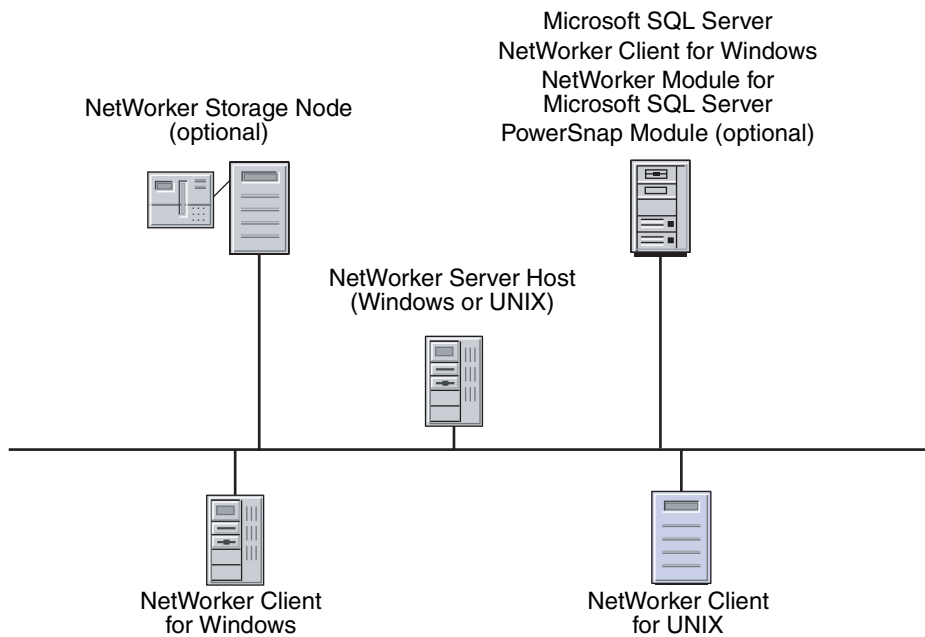 Microsoft SQL Server
NetWorker Client for Windows
NetWorker Module for
Microsoft SQL Server
PowerSnap Module (optional)
NetWorker Storage Node
(optional)
NetWorker Server Host
(Windows or UNIX)
NetWorker Client
for Windows
NetWorker Client
for UNIX